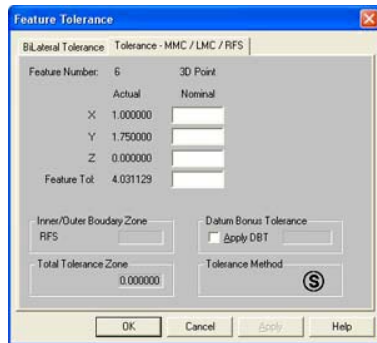 Feature Tolerance
BiLateral Tolerance Tolerance - MMC / LMC / RFS
Feature Number: 6 3D Point
Actual Nominal
X 1.000000
Y 1.750000
Z 0.000000
Feature Tol: 4.031129
Inner/Outer Boudary Zone Datum Bonus Tolerance
RFS Apply DBT
Total Tolerance Zone Tolerance Method
0.000000 S
OK Cancel Apply Help